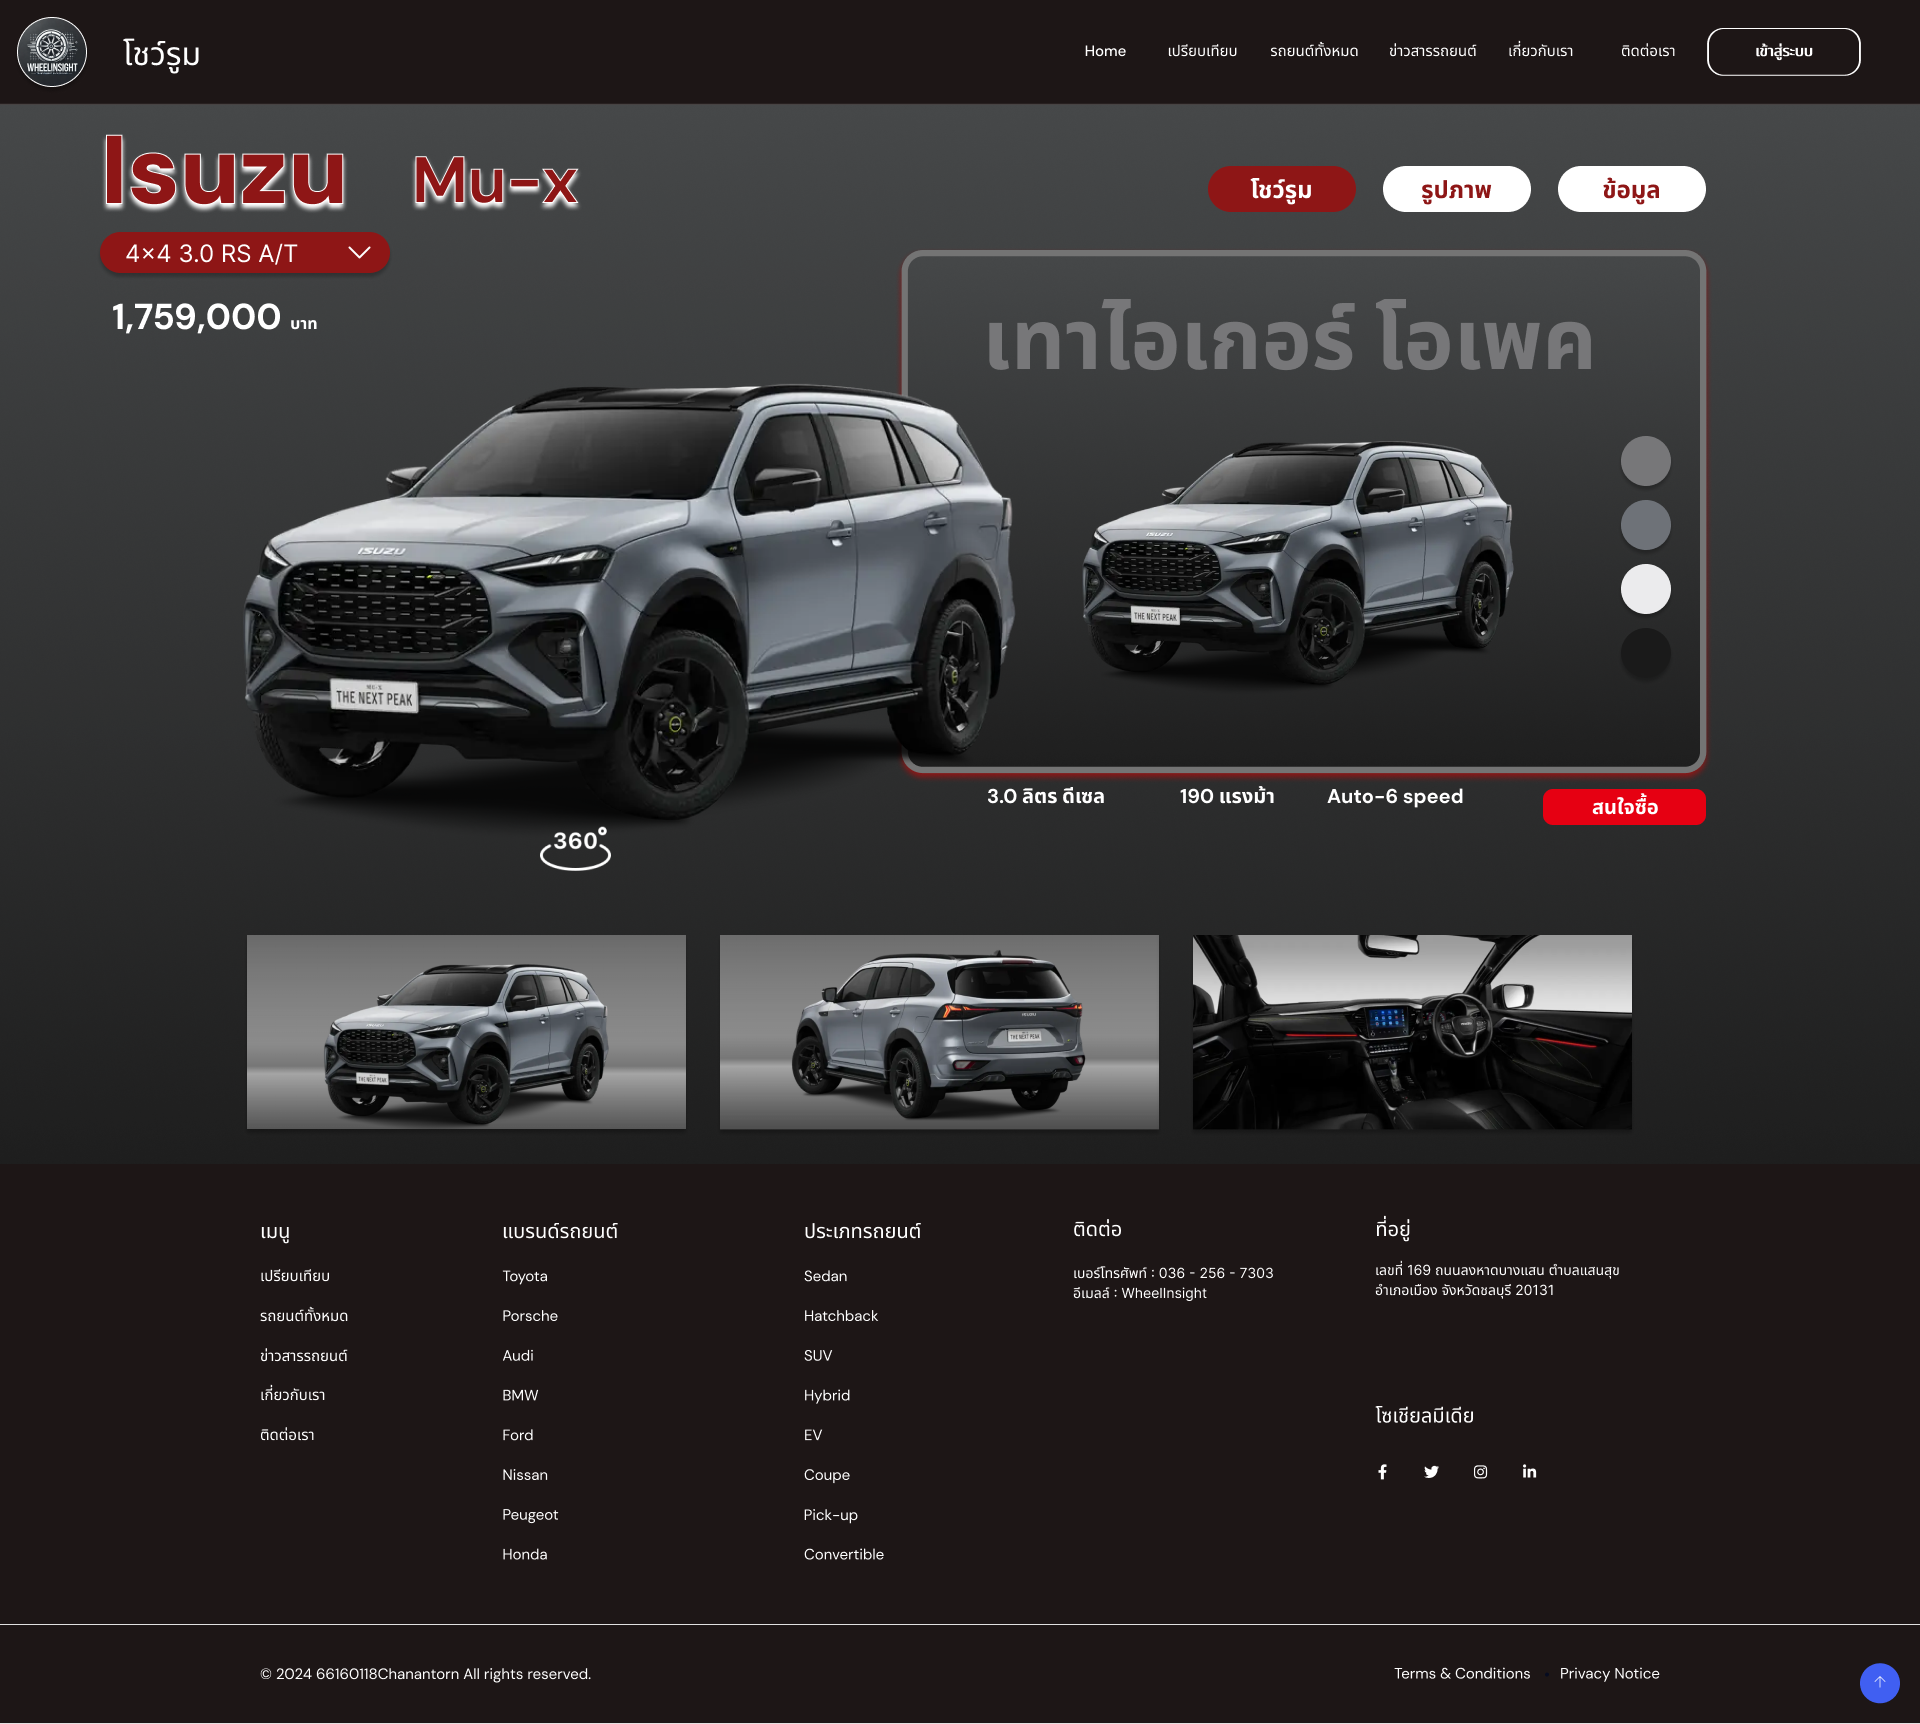 WHEELINSIGHT
โชว์รูม
Home
เปรียบเทียบ
รถยนต์ทั้งหมด
ข่าวสารรถยนต์
เกี่ยวกับเรา
ติดต่อเรา
เข้าสู่ระบบ
Isuzu Mu-x
โชว์รูม
รูปภาพ
ข้อมูล
4×4 3.0 RS A/T
1,759,000 บาท
เทาไอเกอร์ โอเพค
ISUZU
THE NEXT PEAK
ISUZU
THE NEXT PEAK
3.0 ลิตร ดีเซล
190 แรงม้า
Auto-6 speed
สนใจซื้อ
360°
THE NEXT PEAK
THE NEXT PEAK
เมนู
เปรียบเทียบ
รถยนต์ทั้งหมด
ข่าวสารรถยนต์
เกี่ยวกับเรา
ติดต่อเรา
แบรนด์รถยนต์
Toyota
Porsche
Audi
BMW
Ford
Nissan
Peugeot
Honda
ประเภทรถยนต์
Sedan
Hatchback
SUV
Hybrid
EV
Coupe
Pick-up
Convertible
ติดต่อ
เบอร์โทรศัพท์ : 036 - 256 - 7303
อีเมลล์ : WheelInsight
ที่อยู่
เลขที่ 169 ถนนลงหาดบางแสน ตำบลแสนสุข
อำเภอเมือง จังหวัดชลบุรี 20131
โซเชียลมีเดีย
© 2024 66160118Chanantorn All rights reserved.
Terms & Conditions • Privacy Notice